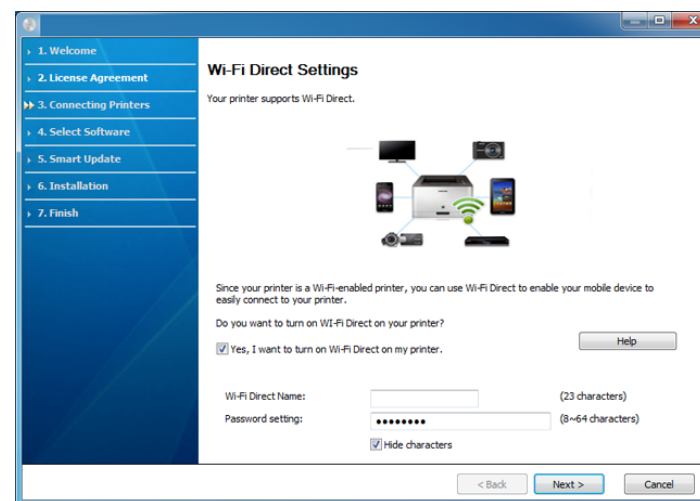 1. Welcome
2. License Agreement
3. Connecting Printers
4. Select Software
5. Smart Update
6. Installation
7. Finish
Wi-Fi Direct Settings
Your printer supports Wi-Fi Direct.
Since your printer is a Wi-Fi-enabled printer, you can use Wi-Fi Direct to enable your mobile device to
easily connect to your printer.
Do you want to turn on WI-Fi Direct on your printer?
Yes, I want to turn on Wi-Fi Direct on my printer.
Help
Wi-Fi Direct Name: (23 characters)
Password setting: ●●●●●●●● (8~64 characters)
Hide characters
< Back Next > Cancel